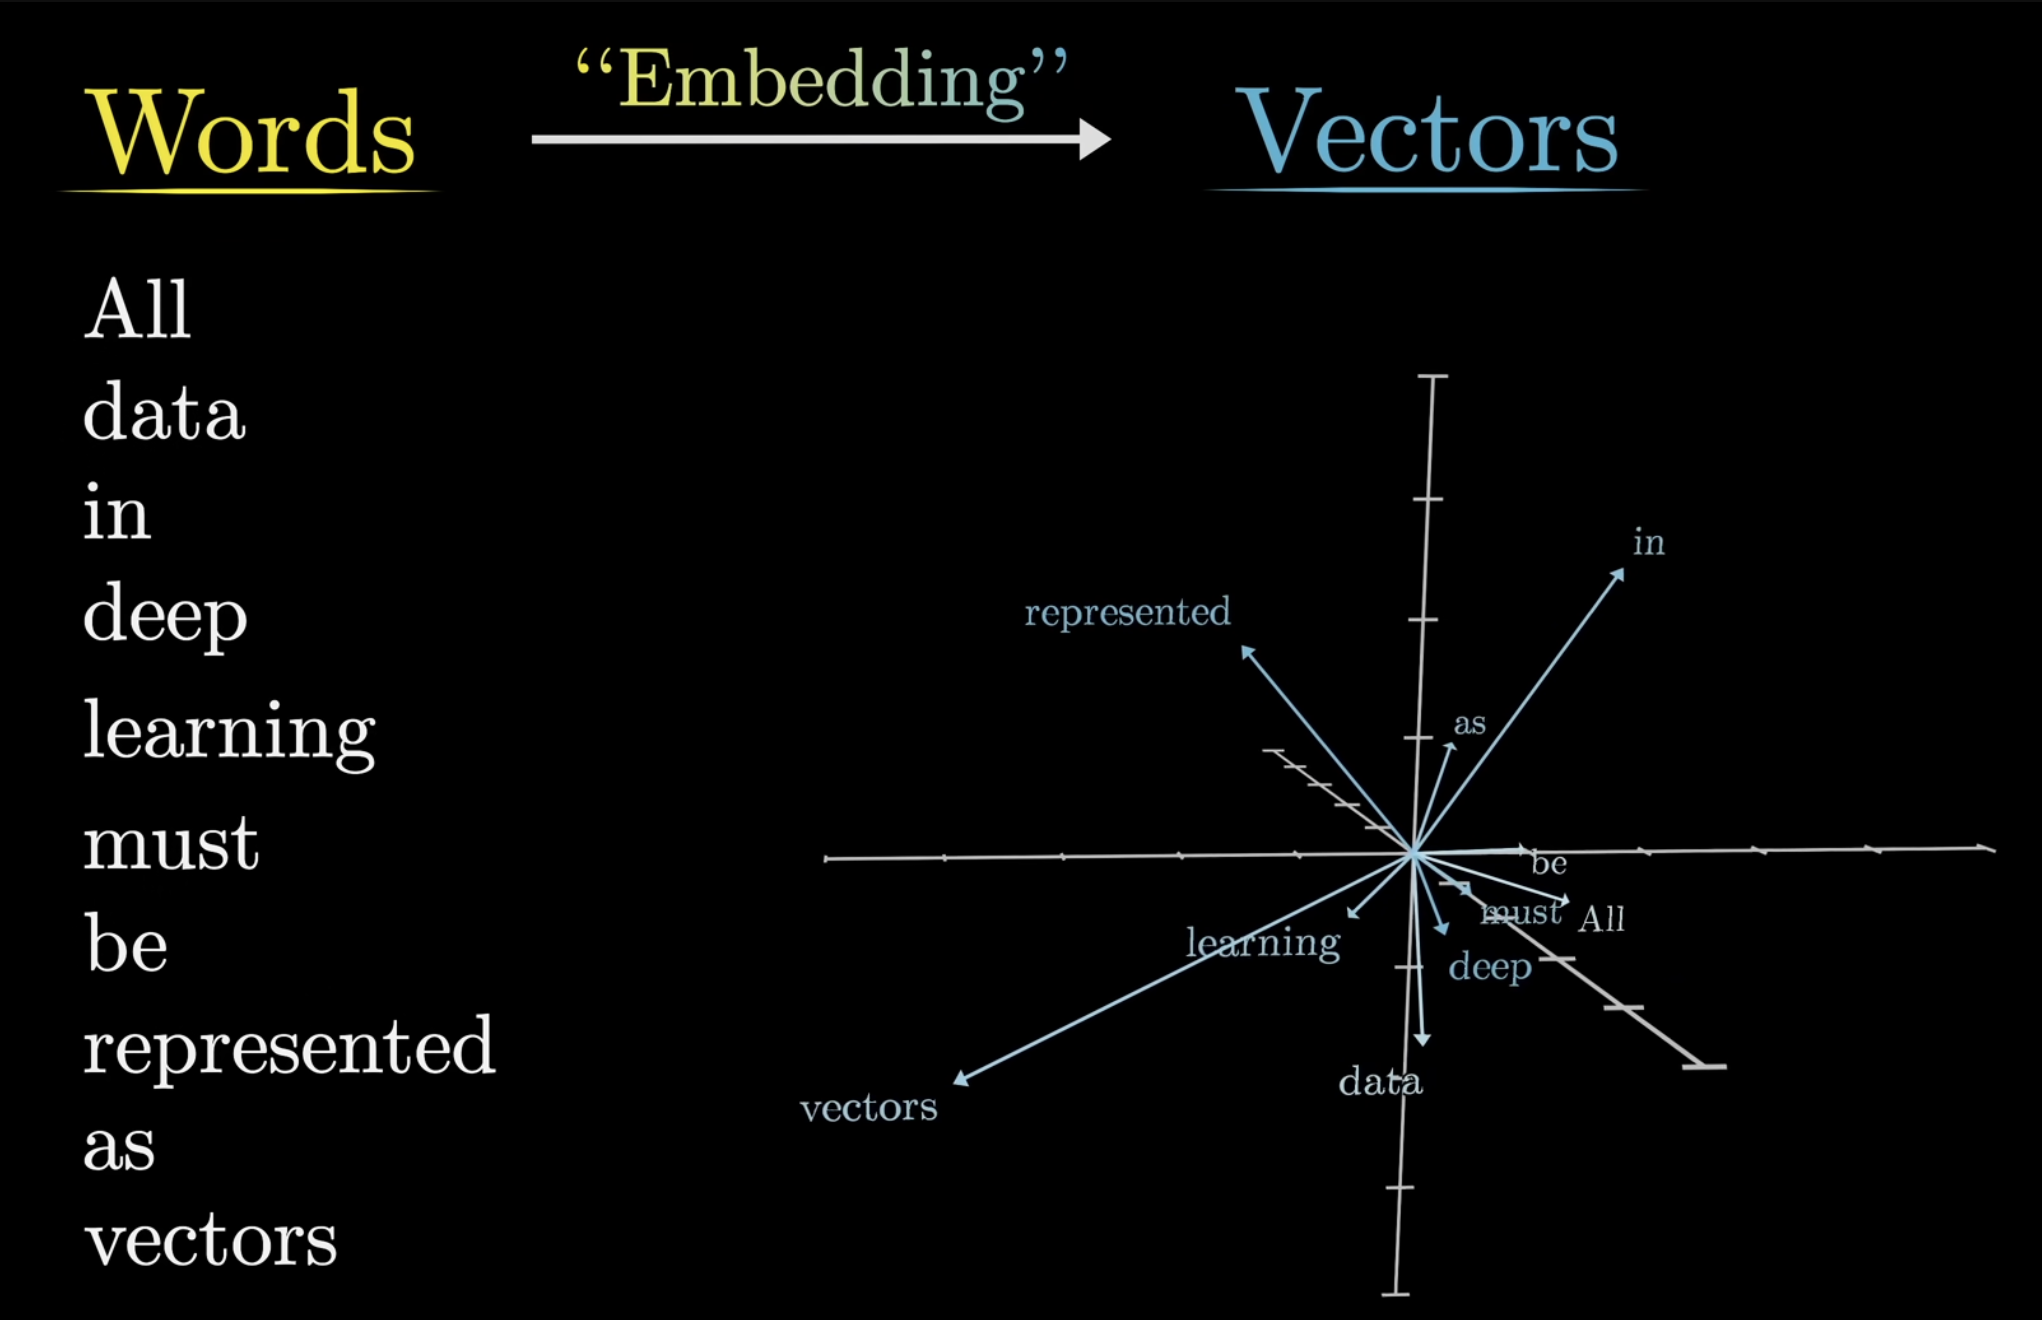 Words
“Embedding”
Vectors
All
data
in
deep
learning
must
be
represented
as
vectors
in
represented
as
be
must
All
learning
deep
data
vectors